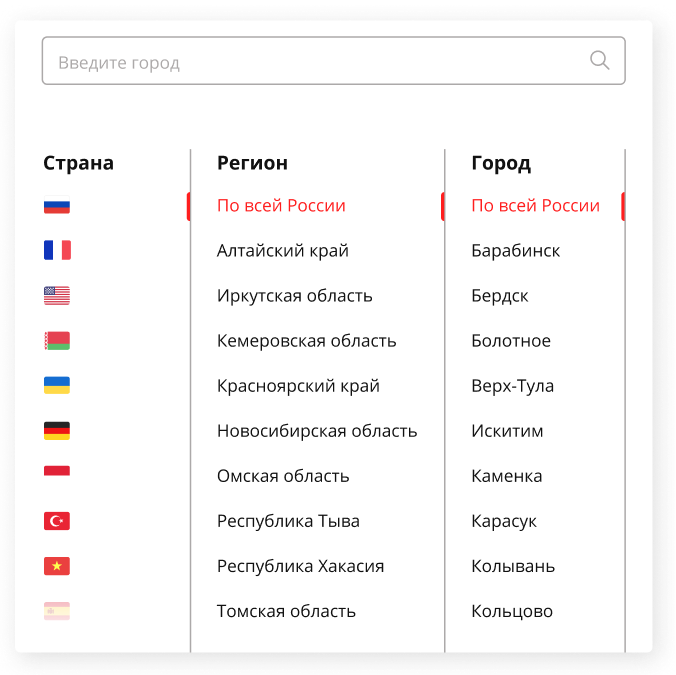 Введите город
Страна
Регион
Город
По всей России
По всей России
Алтайский край
Барабинск
Иркутская область
Бердск
Кемеровская область
Болотное
Красноярский край
Верх-Тула
Новосибирская область
Искитим
Омская область
Каменка
Республика Тыва
Карасук
Республика Хакасия
Колывань
Томская область
Кольцово